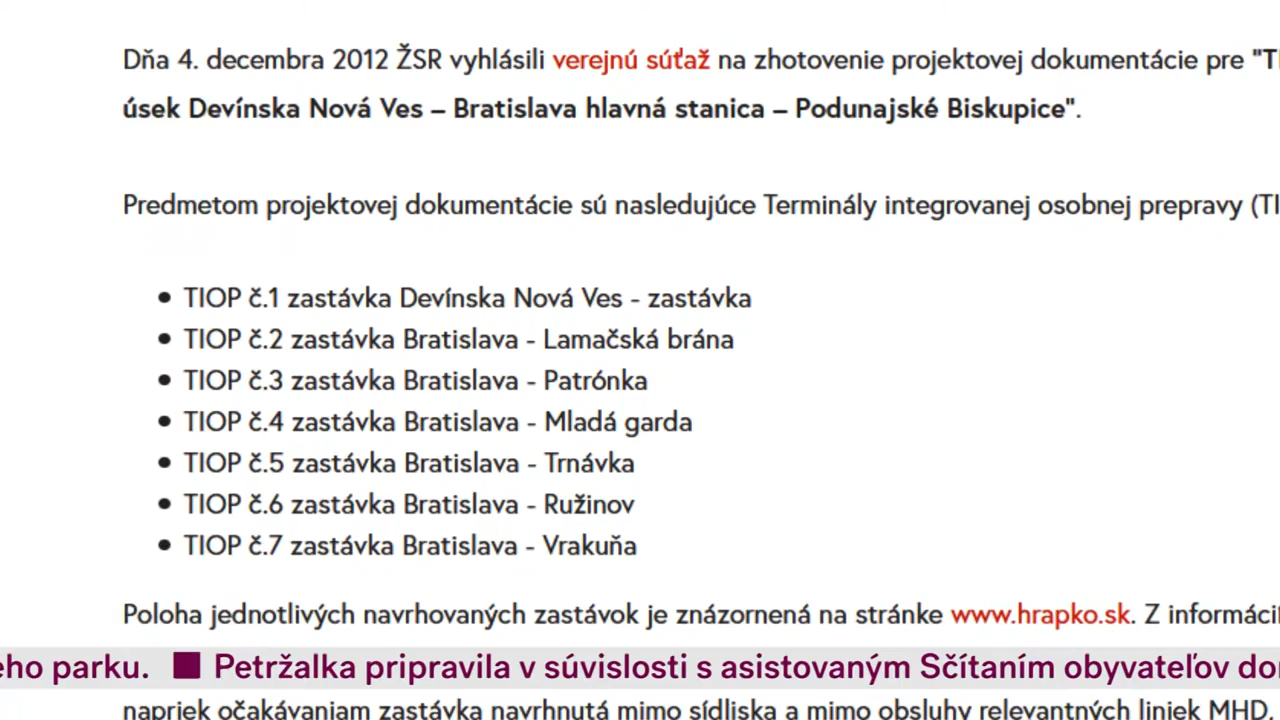 Dňa 4. decembra 2012 ŽSR vyhlásili verejnú súťaž na zhotovenie projektovej dokumentácie pre "TI
úsek Devínska Nová Ves – Bratislava hlavná stanica – Podunajské Biskupice".
Predmetom projektovej dokumentácie sú nasledujúce Terminály integrovanej osobnej prepravy (TI
• TIOP č.1 zastávka Devínska Nová Ves - zastávka
• TIOP č.2 zastávka Bratislava - Lamačská brána
• TIOP č.3 zastávka Bratislava - Patrónka
• TIOP č.4 zastávka Bratislava - Mladá garda
• TIOP č.5 zastávka Bratislava - Trnávka
• TIOP č.6 zastávka Bratislava - Ružinov
• TIOP č.7 zastávka Bratislava - Vrakuňa
Poloha jednotlivých navrhovaných zastávok je znázornená na stránke www.hrapko.sk. Z informáci
eho parku. ■ Petržalka pripravila v súvislosti s asistovaným Sčítaním obyvateľov do
napriek očakávaniam zastávka navrhnutá mimo sídliska a mimo obsluhy relevantných liniek MHD.